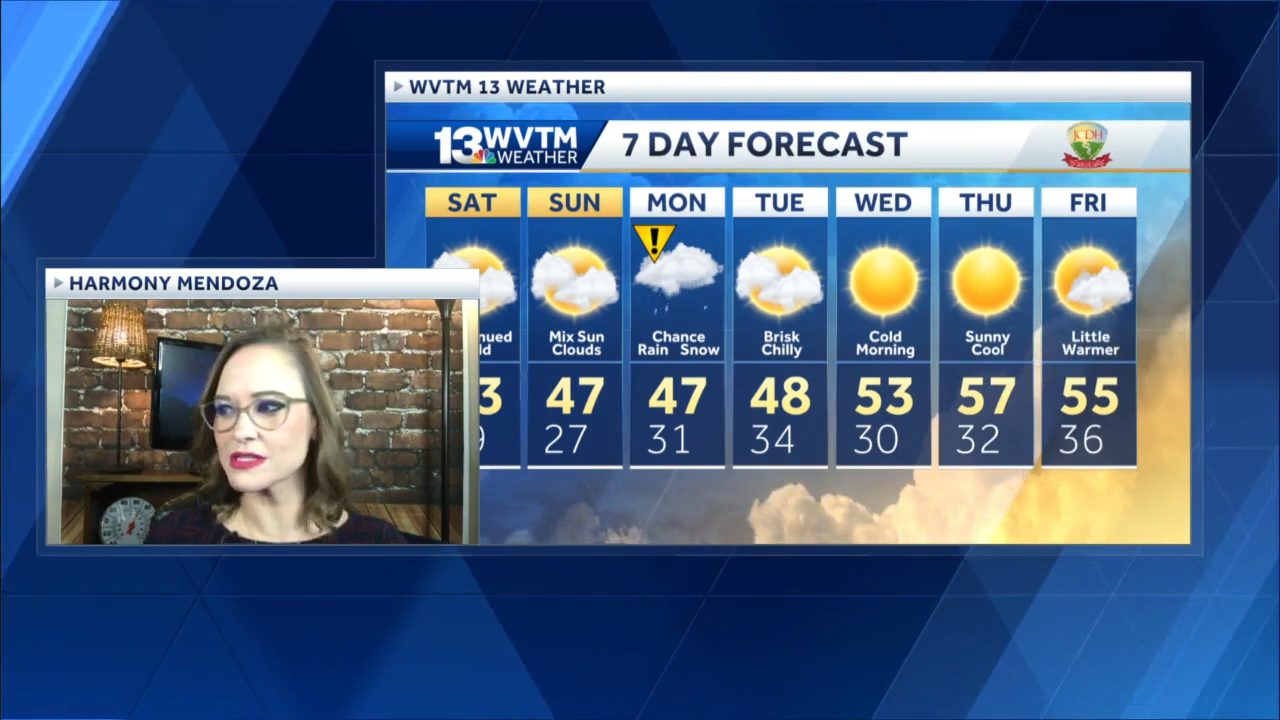 WVTM 13 WEATHER
13 WVTM
WEATHER
7 DAY FORECAST
JCDH
SAT SUN MON TUE WED THU FRI
Mix Sun Chance Brisk Cold Sunny Little
Clouds Rain Snow Chilly Morning Cool Warmer
47 47 48 53 57 55
27 31 34 30 32 36
HARMONY MENDOZA